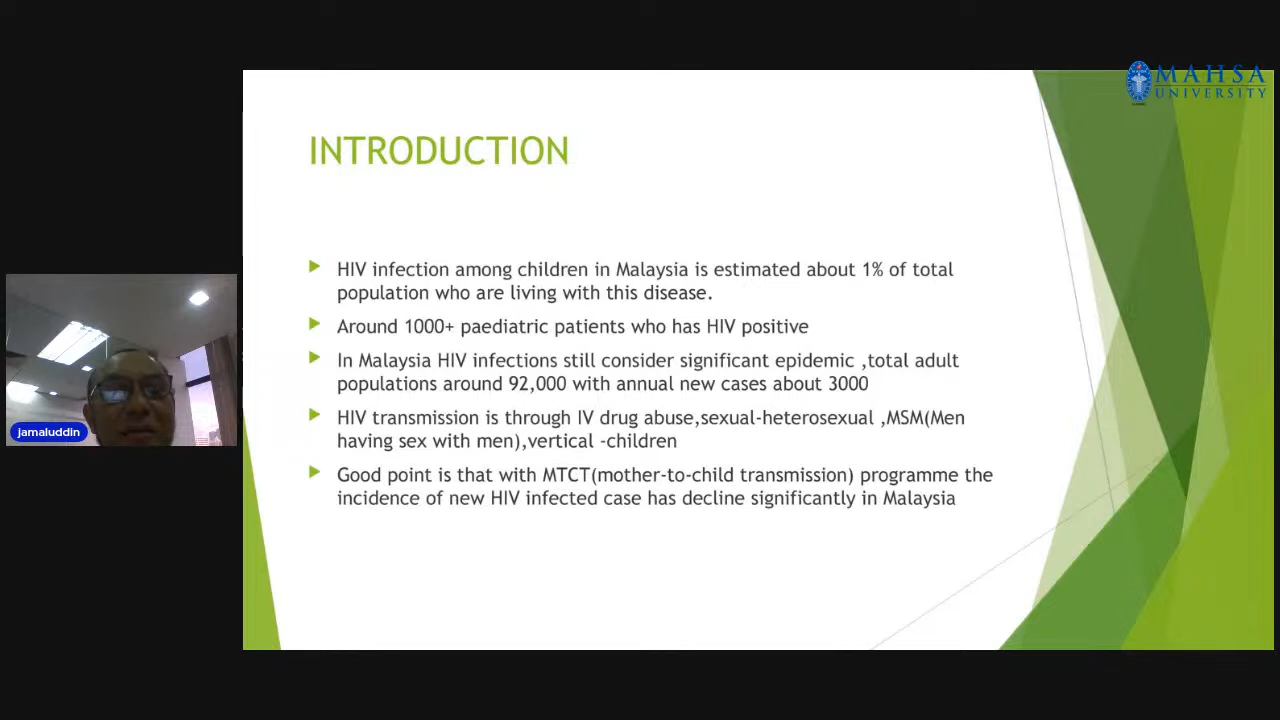 MAHSA
UNIVERSITY
INTRODUCTION
HIV infection among children in Malaysia is estimated about 1% of total
population who are living with this disease.
Around 1000+ paediatric patients who has HIV positive
In Malaysia HIV infections still consider significant epidemic ,total adult
populations around 92,000 with annual new cases about 3000
HIV transmission is through IV drug abuse,sexual-heterosexual ,MSM(Men
having sex with men),vertical -children
Good point is that with MTCT(mother-to-child transmission) programme the
incidence of new HIV infected case has decline significantly in Malaysia
jamaluddin